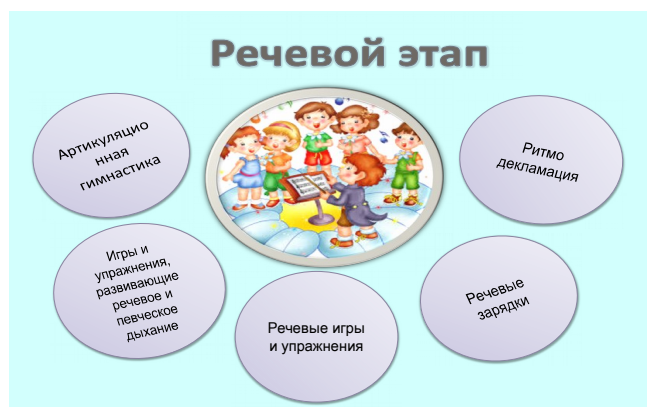 Речевой этап
Артикуляцио
нная
гимнастика
Ритмо
декламация
Игры и
упражнения,
развивающие
речевое и
певческое
дыхание
Речевые игры
и упражнения
Речевые
зарядки